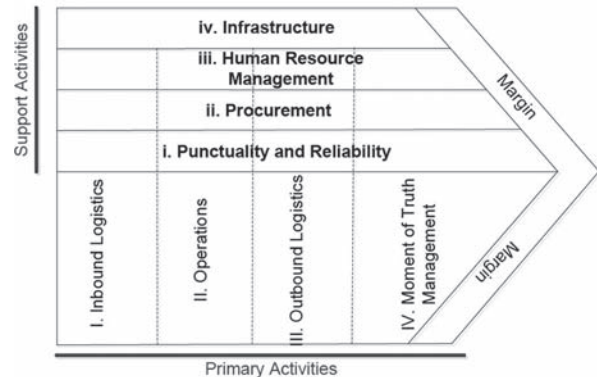 Support Activities
iv. Infrastructure
iii. Human Resource
Management
ii. Procurement
i. Punctuality and Reliability
Margin
I. Inbound Logistics
II. Operations
III. Outbound Logistics
IV. Moment of Truth
Management
Margin
Primary Activities